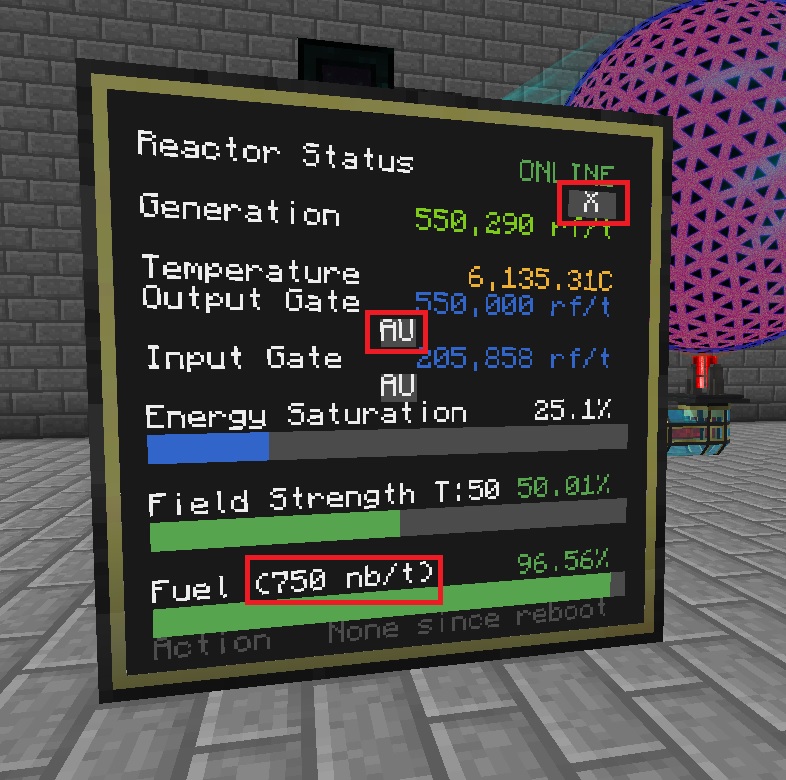 Reactor Status ONLINE
X
Generation 550,290 rf/t
Temperature 6,135.31C
Output Gate 550,000 rf/t
AU
Input Gate 205,858 rf/t
AU
Energy Saturation 25.1%
Field Strength T:50 50.01%
Fuel (750 nb/t) 96.56%
Action None since reboot